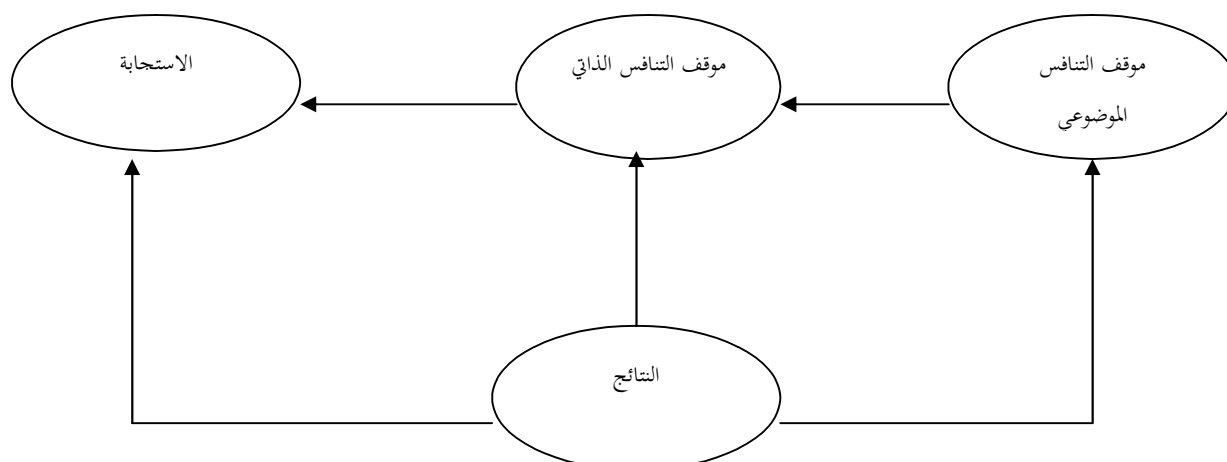 موقف التنافس
الموضوعي
موقف التنافس الذاتي
الاستجابة
النتائج